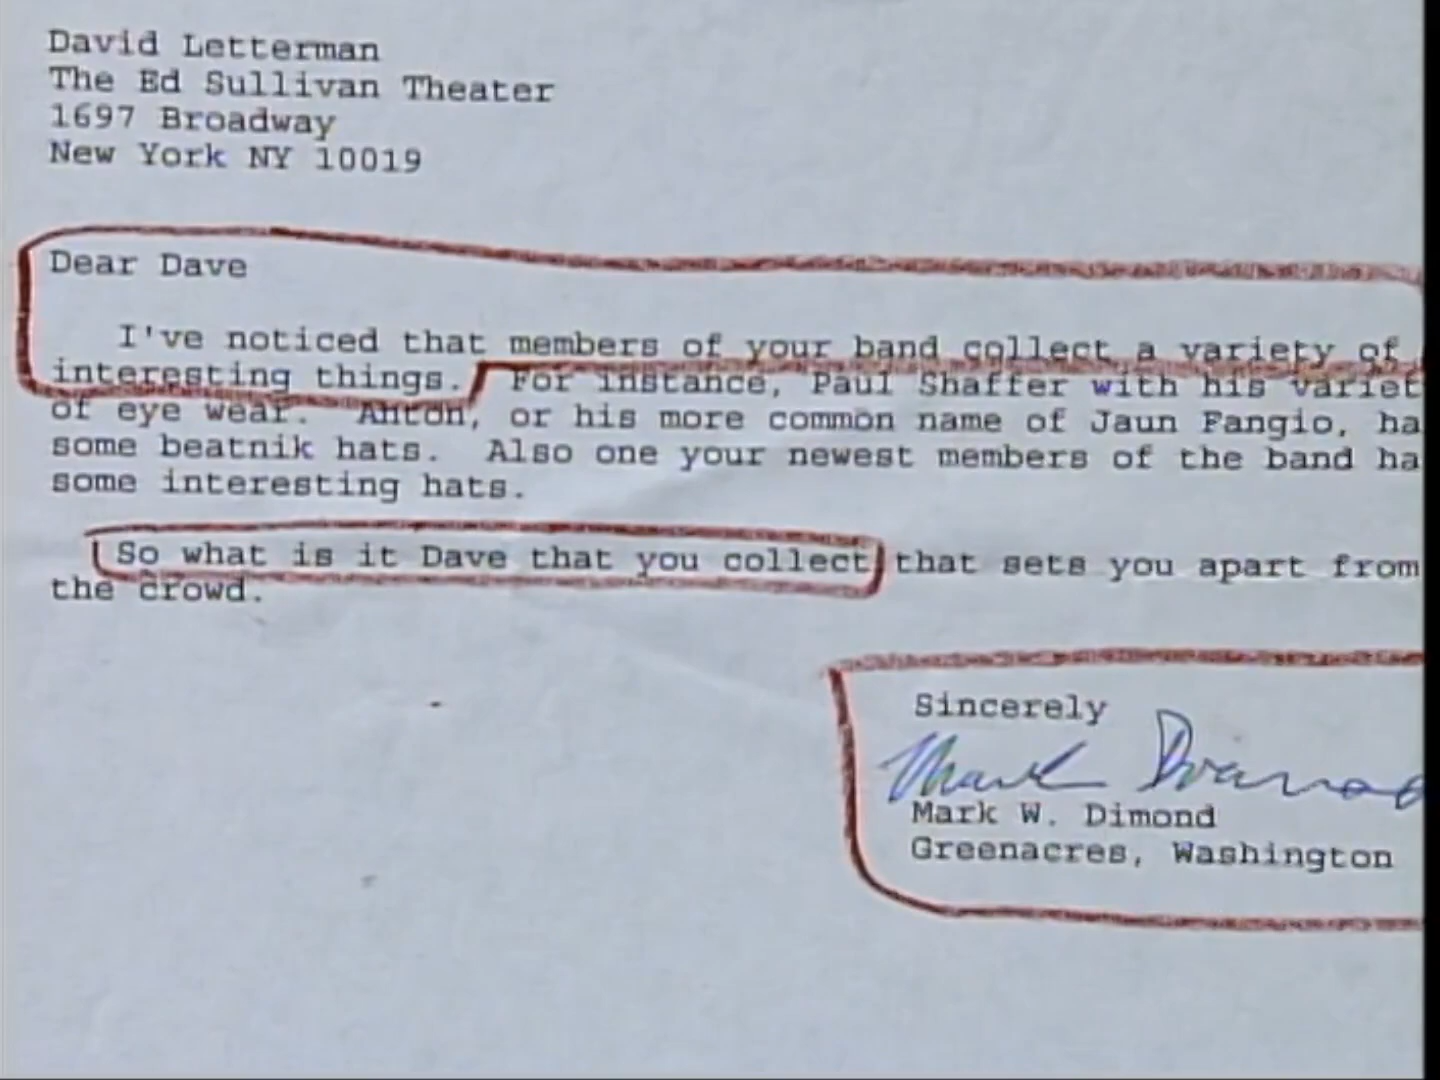 David Letterman
The Ed Sullivan Theater
1697 Broadway
New York NY 10019
Dear Dave
I've noticed that members of your band collect a variety of
interesting things. For instance, Paul Shaffer with his variet
of eye wear. Anton, or his more common name of Jaun Fangio, ha
some beatnik hats. Also one your newest members of the band ha
some interesting hats.
So what is it Dave that you collect that sets you apart from
the crowd.
Sincerely
Mark Dimond
Mark W. Dimond
Greenacres, Washington